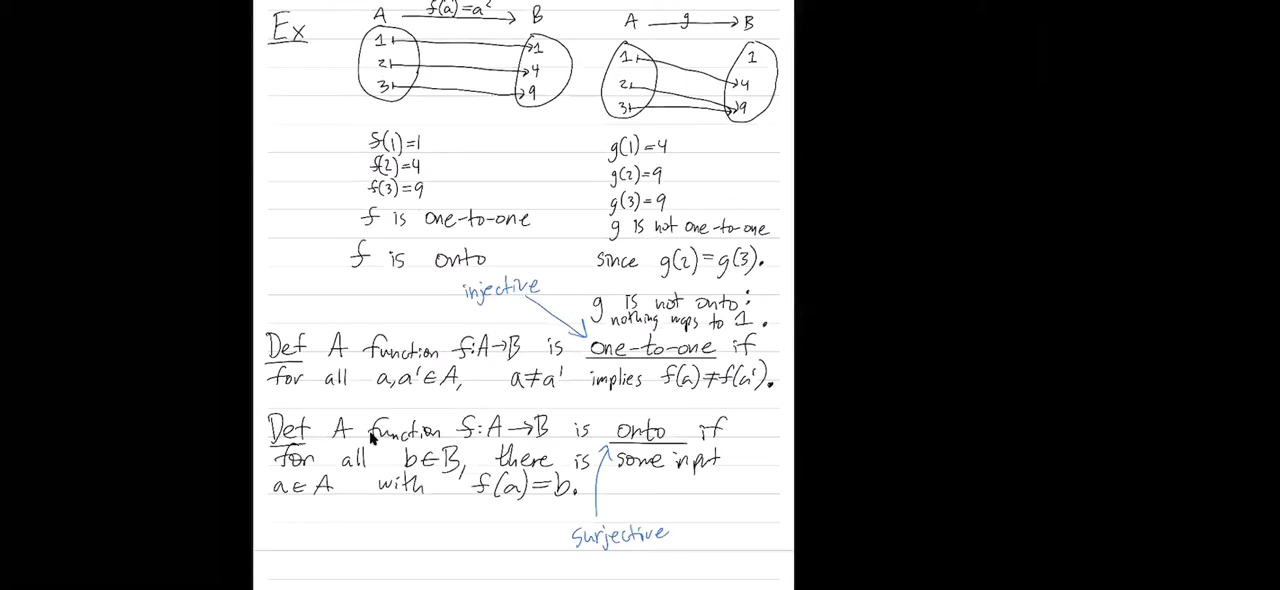 Ex
A f(a)=a² B
1 1
2 4
3 9
f(1)=1
f(2)=4
f(3)=9
f is one-to-one
f is onto
A g B
1 1
2 4
3 9
g(1)=4
g(2)=9
g(3)=9
g is not one-to-one
since g(2)=g(3).
g is not onto:
nothing maps to 1.
injective
Def A function f:A→B is one-to-one if
for all a,a'∈A, a≠a' implies f(a)≠f(a').
Def A function f:A→B is onto if
for all b∈B, there is some input
a∈A with f(a)=b.
surjective